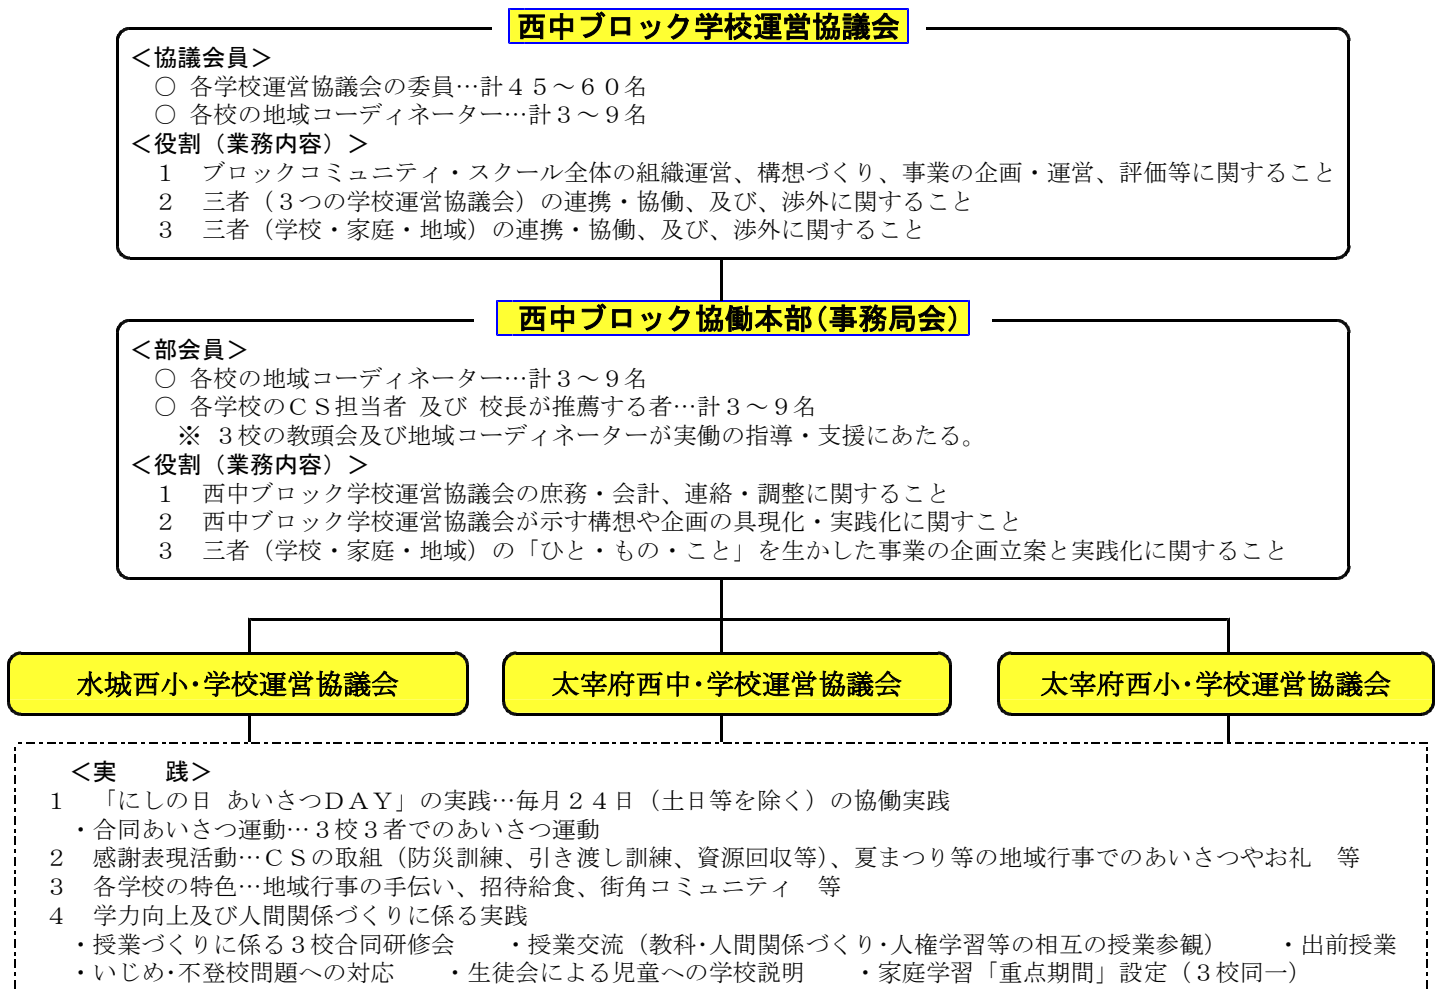 西中ブロック学校運営協議会
＜協議会員＞
○ 各学校運営協議会の委員…計４５～６０名
○ 各校の地域コーディネーター…計３～９名
＜役割（業務内容）＞
１　ブロックコミュニティ・スクール全体の組織運営、構想づくり、事業の企画・運営、評価等に関すること
２　三者（３つの学校運営協議会）の連携・協働、及び、渉外に関すること
３　三者（学校・家庭・地域）の連携・協働、及び、渉外に関すること
西中ブロック協働本部（事務局会）
＜部会員＞
○ 各校の地域コーディネーター…計３～９名
○ 各学校のＣＳ担当者 及び 校長が推薦する者…計３～９名
※ ３校の教頭会及び地域コーディネーターが実働の指導・支援にあたる。
＜役割（業務内容）＞
１　西中ブロック学校運営協議会の庶務・会計、連絡・調整に関すること
２　西中ブロック学校運営協議会が示す構想や企画の具現化・実践化に関すこと
３　三者（学校・家庭・地域）の「ひと・もの・こと」を生かした事業の企画立案と実践化に関すること
水城西小･学校運営協議会
太宰府西中･学校運営協議会
太宰府西小･学校運営協議会
＜実　　践＞
１　「にしの日 あいさつＤＡＹ」の実践…毎月２４日（土日等を除く）の協働実践
・合同あいさつ運動…３校３者でのあいさつ運動
２　感謝表現活動…ＣＳの取組（防災訓練、引き渡し訓練、資源回収等）、夏まつり等の地域行事でのあいさつやお礼　等
３　各学校の特色…地域行事の手伝い、招待給食、街角コミュニティ　等
４　学力向上及び人間関係づくりに係る実践
・授業づくりに係る３校合同研修会　　・授業交流（教科･人間関係づくり･人権学習等の相互の授業参観）　　・出前授業
・いじめ･不登校問題への対応　　・生徒会による児童への学校説明　　・家庭学習「重点期間」設定（３校同一）